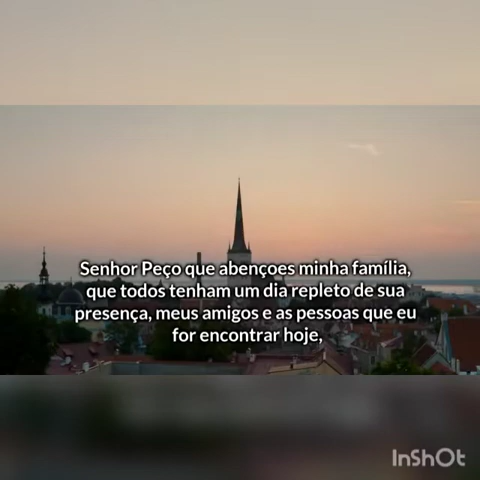 Senhor Peço que abençoes minha família,
que todos tenham um dia repleto de sua
presença, meus amigos e as pessoas que eu
for encontrar hoje,
InShOt